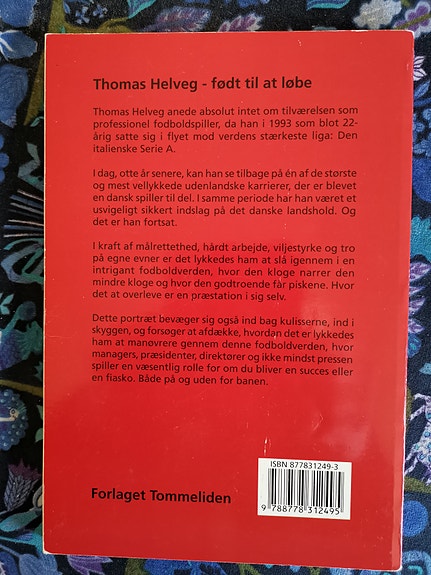 Thomas Helveg - født til at løbe
Thomas Helveg anede absolut intet om tilværelsen som
professionel fodboldspiller, da han i 1993 som blot 22-
årig satte sig i flyet mod verdens stærkeste liga: Den
italienske Serie A.
I dag, otte år senere, kan han se tilbage på én af de største
og mest vellykkede udenlandske karrierer, der er blevet
en dansk spiller til del. I samme periode har han været et
usvigeligt sikkert indslag på det danske landshold. Og
det er han fortsat.
I kraft af målrettethed, hårdt arbejde, viljestyrke og tro
på egne evner er det lykkedes ham at slå igennem i en
intrigant fodboldverden, hvor den kloge narrer den
mindre kloge og hvor den godtroende får piskene. Hvor
det at overleve er en præstation i sig selv.
Dette portræt bevæger sig også ind bag kulisserne, ind i
skyggen, og forsøger at afdække, hvordan det er lykkedes
ham at manøvrere gennem denne fodboldverden, hvor
managers, præsidenter, direktører og ikke mindst pressen
spiller en væsentlig rolle for om du bliver en succes eller
en fiasko. Både på og uden for banen.
ISBN 877831249-3
9 788778 312495
Forlaget Tommeliden